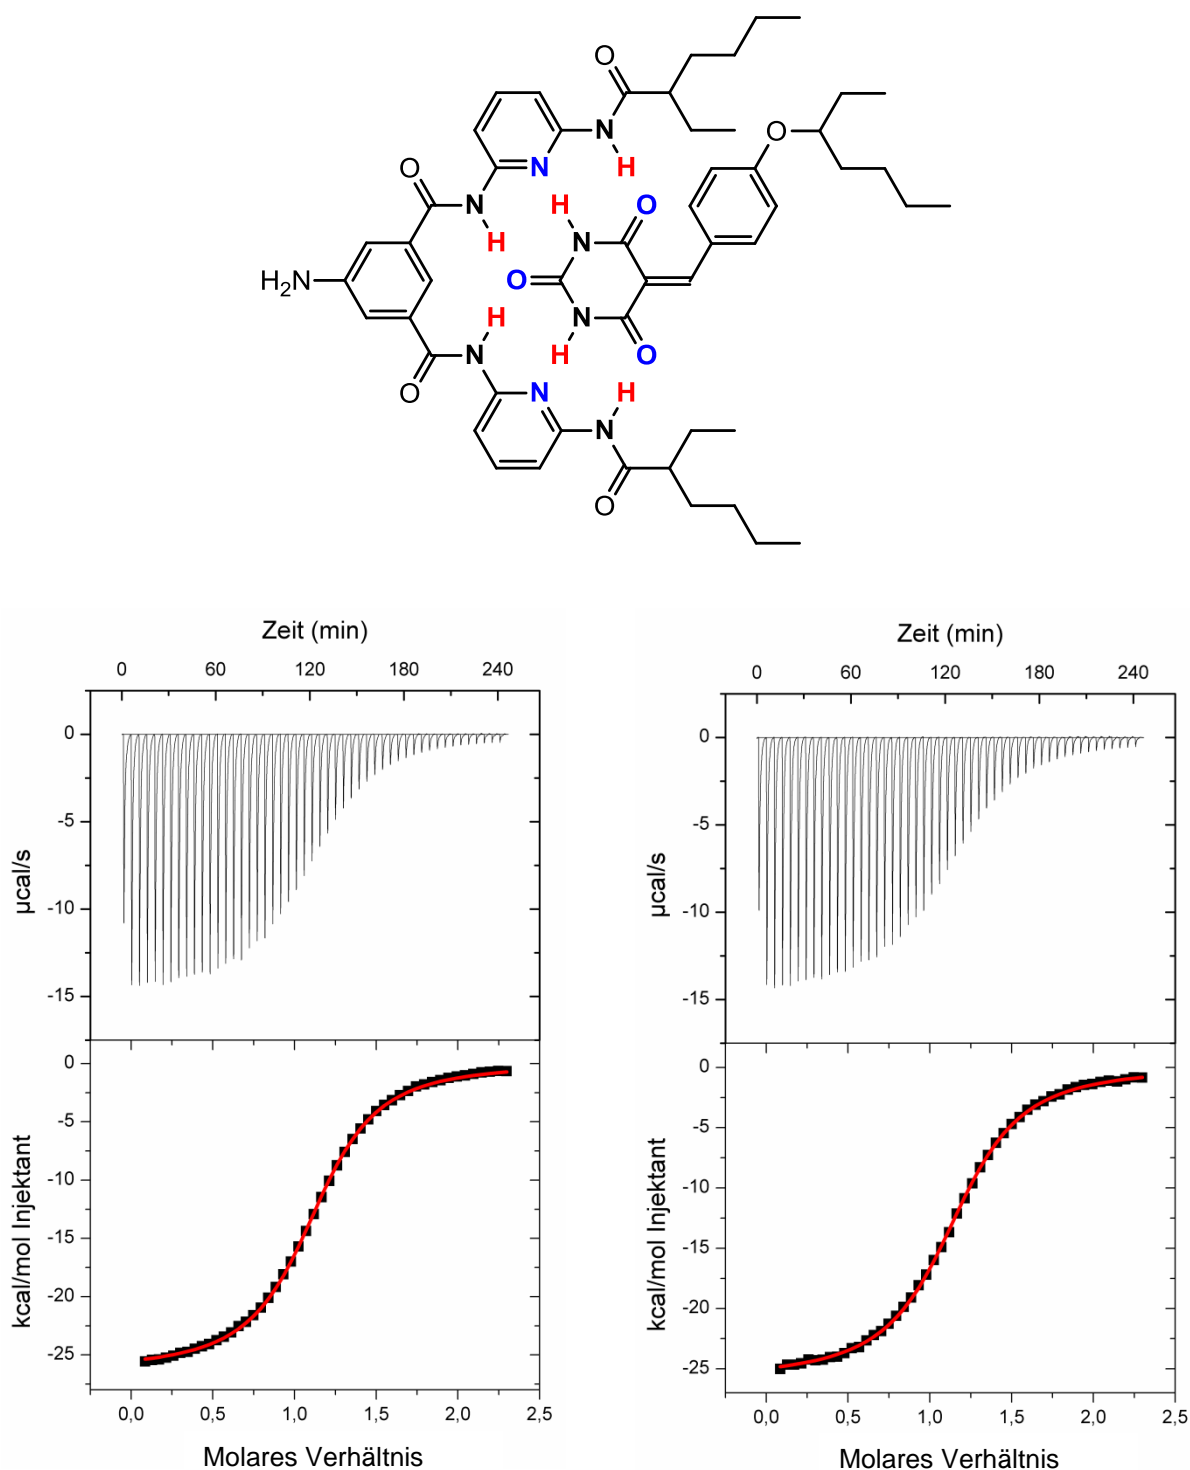 O
O
N
H
N
O
N
H
H
O
H
N
N
H₂N
O
H
N
N
H
O
H
N
O
N
H
N
O
Zeit (min)
0 60 120 180 240
0
-5
-10
-15
µcal/s
0
-5
-10
-15
-20
-25
kcal/mol Injektant
0,0 0,5 1,0 1,5 2,0 2,5
Molares Verhältnis
Zeit (min)
0 60 120 180 240
0
-5
-10
-15
µcal/s
0
-5
-10
-15
-20
-25
kcal/mol Injektant
0,0 0,5 1,0 1,5 2,0 2,5
Molares Verhältnis